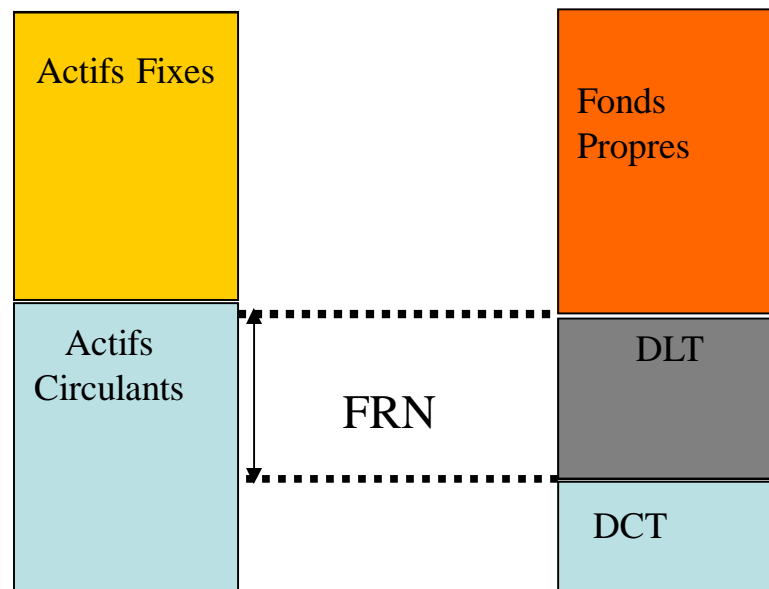 Actifs Fixes
Fonds
Propres
Actifs
Circulants
DLT
FRN
DCT